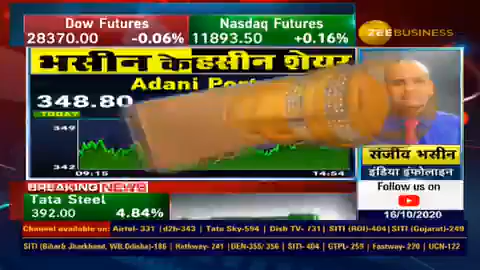 Dow Futures
28370.00 -0.06%
Nasdaq Futures
11893.50 +0.16%
ZEE BUSINESS
भसीन के हसीन शेयर
Adani
348.80
TODAY
349
342
09:15
14:54
संजीव भसीन
इंडिया इंफोलाइन
Follow us on
16/10/2020
BREAKING NEWS
Tata Steel
392.00 4.84%
Channel available on: Airtel-331 | d2h-343 | Tata Sky-594 | Dish TV- 731 | SITI (ROI)-404 | SITI (Gujarat)-249
SITI (Bihar & Jharkhand, WB, Odisha)-186 | Hathway- 241 | DEN-355/ 356 | SITI- 404 | GTPL-259 | Fastway-220 | UCN-122